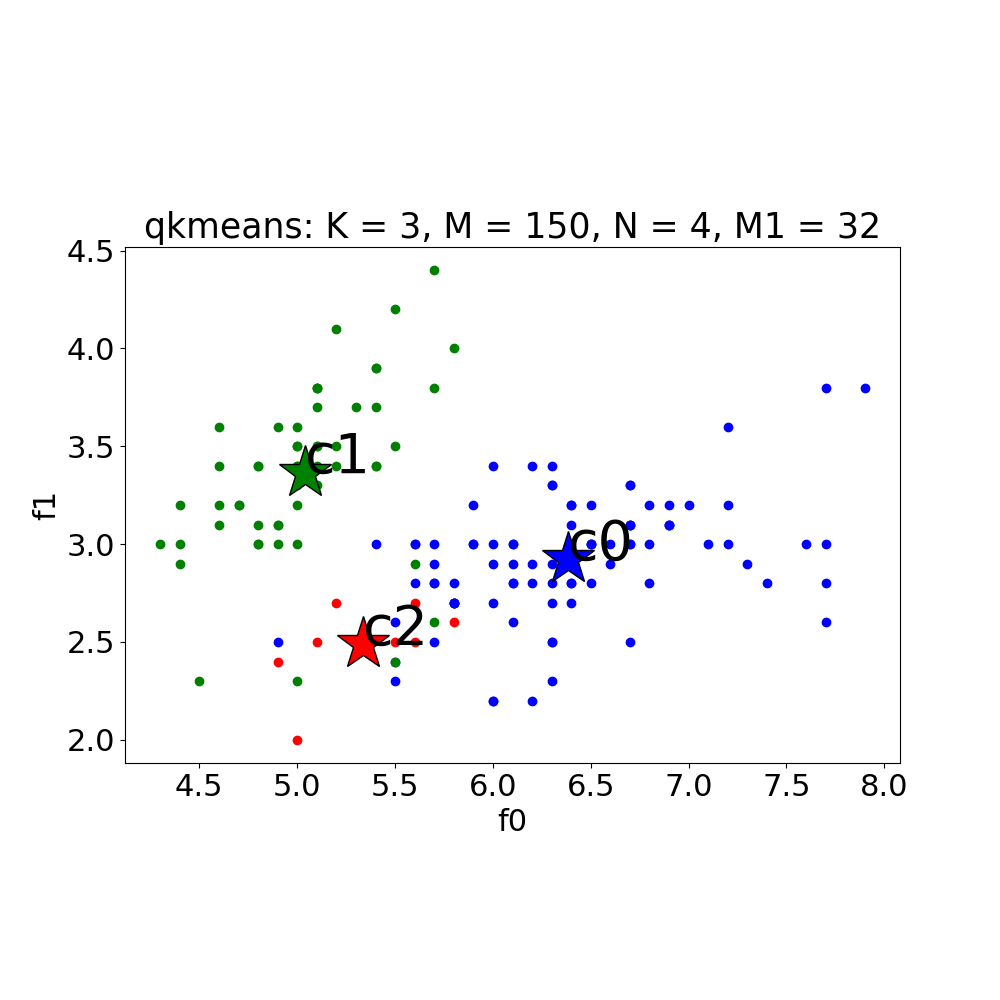 qkmeans: K = 3, M = 150, N = 4, M1 = 32
4.5
4.0
3.5
3.0
2.5
2.0
f1
c1
c0
c2
4.5 5.0 5.5 6.0 6.5 7.0 7.5 8.0
f0